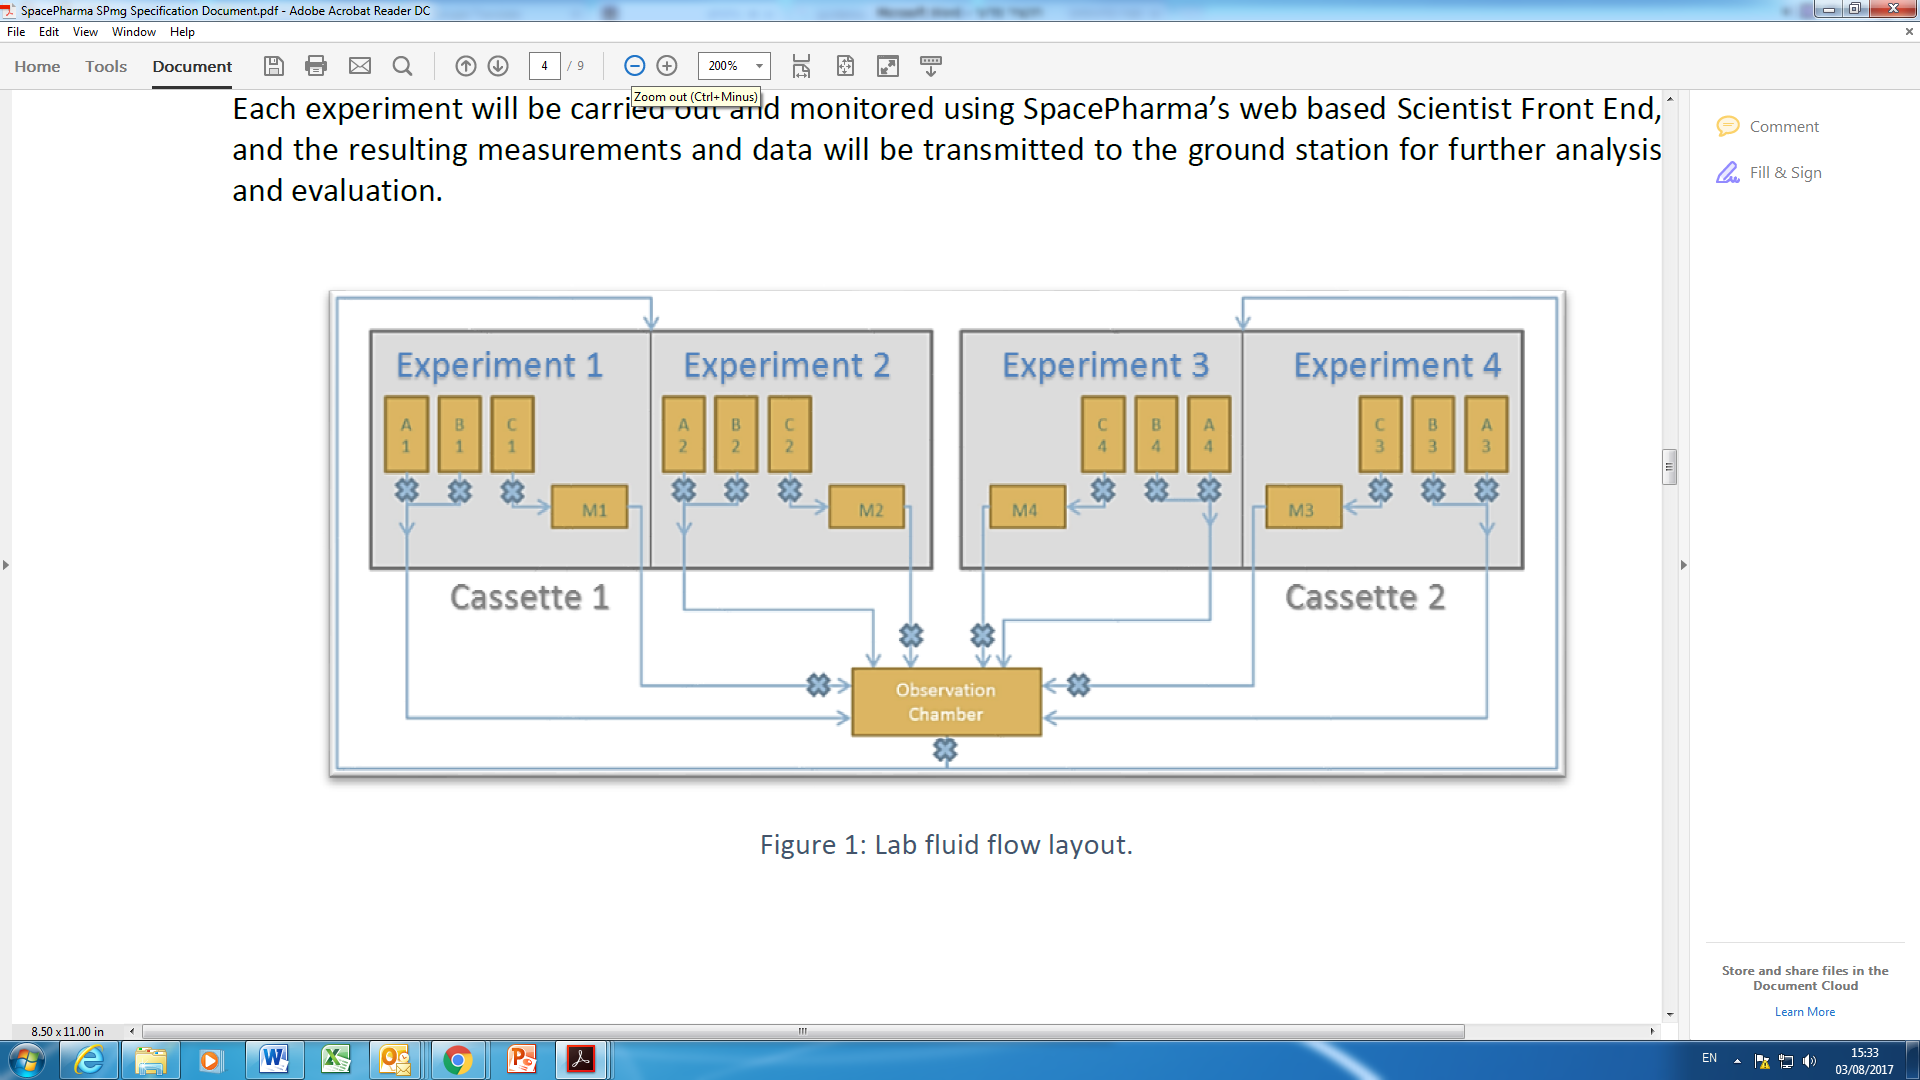 SpacePharma SPmg Specification Document.pdf - Adobe Acrobat Reader DC
File Edit View Window Help
Home Tools Document 4 / 9 200%
Zoom out (Ctrl+Minus)
Each experiment will be carried out and monitored using SpacePharma's web based Scientist Front End,
and the resulting measurements and data will be transmitted to the ground station for further analysis
and evaluation.
Experiment 1 Experiment 2 Experiment 3 Experiment 4
A B C A B C C B A C B A
1 1 1 2 2 2 4 4 4 3 3 3
M1 M2 M4 M3
Cassette 1 Cassette 2
Observation
Chamber
Figure 1: Lab fluid flow layout.
Comment
Fill & Sign
Store and share files in the
Document Cloud
Learn More
8.50 x 11.00 in
EN
15:33
03/08/2017